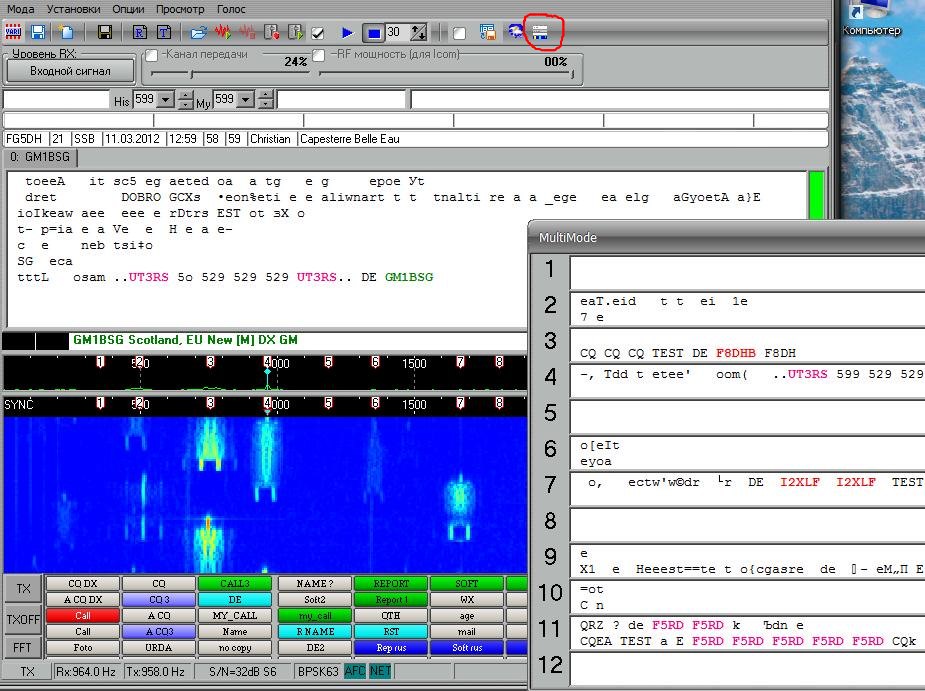 Мода Установки Опции Просмотр Голос
VARI R T 30
Компьютер
Уровень RX:
Входной сигнал
Канал передачи
24%
RF мощность (для Icom)
00%
His 599 My 599
FG5DH 21 SSB 11.03.2012 12:59 58 59 Christian Capesterre Belle Eau
0: GM1BSG
toeeA it sc5 eg aeted oa a tg e g epoe Уt
dret DOBRO GCXs •eon‰eti e e aliwnart t t tnalti re a a _ege ea elg aGyoetA a}E
ioIkeaw aee eee e rDtrs EST ot зX o
t- p=ia e a Ve e H e a e-
c e neb tsi‡o
SG eca
tttL osam ..UT3RS 5o 529 529 529 UT3RS.. DE GM1BSG
GM1BSG Scotland, EU New [M] DX GM
1 2 3 4 5 6 1500 7 8
SYNC 1 2 3 4 5 6 1500 7 8
TX CQ DX CQ CALL3 NAME ? REPORT SOFT
A CQ DX CQ 3 DE Soft2 Report 1 WX
TXOFF Call A CQ MY_CALL my_call QTH age
Call A CQ3 Name R NAME RST mail
FFT Foto URDA no copy DE2 Rep rus Soft rus
TX Rx:964.0 Hz Tx:958.0 Hz S/N=32dB S6 BPSK63 AFC NET
MultiMode
1
2 eaT.eid t t ei 1e
7 e
3 CQ CQ CQ TEST DE F8DHB F8DH
4 -, Tdd t etee' oom( ..UT3RS 599 529 529
5
6 o[eIt
eyoa
7 o, ectw'w©dr └r DE I2XLF I2XLF TEST
8
9 e
X1 e Heeest==te t o{cgasre de - eM„П E
10 =ot
C n
11 QRZ ? de F5RD F5RD k Ъdn e
CQEA TEST a E F5RD F5RD F5RD F5RD F5RD CQk
12